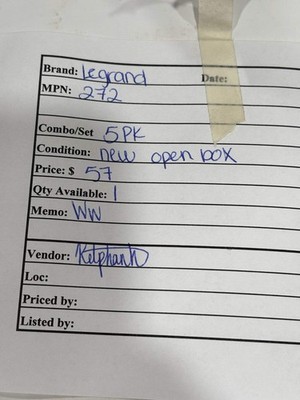 Brand: Legrand Date:
MPN: 272
Combo/Set 5PK
Condition: new open box
Price: $ 57
Qty Available: 1
Memo: WW
Vendor:
Loc:
Priced by:
Listed by: